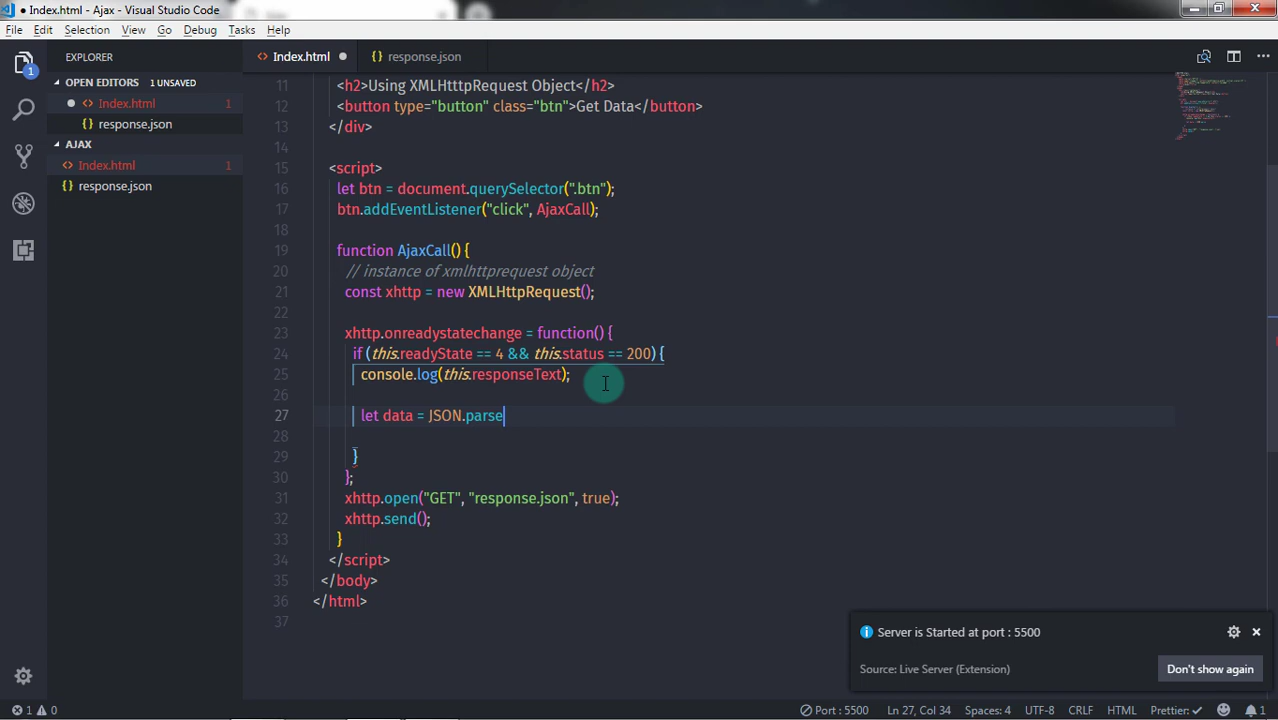 ● Index.html - Ajax - Visual Studio Code
File Edit Selection View Go Debug Tasks Help
EXPLORER
<> Index.html ●
{} response.json
OPEN EDITORS 1 UNSAVED
● <> Index.html 1
{} response.json
AJAX
<> Index.html 1
{} response.json
1
11 <h2>Using XMLHtttpRequest Object</h2>
12 <button type="button" class="btn">Get Data</button>
13 </div>
14
15 <script>
16 let btn = document.querySelector(".btn");
17 btn.addEventListener("click", AjaxCall);
18
19 function AjaxCall() {
20 // instance of xmlhttprequest object
21 const xhttp = new XMLHttpRequest();
22
23 xhttp.onreadystatechange = function() {
24 if (this.readyState == 4 && this.status == 200) {
25 console.log(this.responseText);
26
27 let data = JSON.parse
28
29 }
30 };
31 xhttp.open("GET", "response.json", true);
32 xhttp.send();
33 }
34 </script>
35 </body>
36 </html>
37
Server is Started at port : 5500
Source: Live Server (Extension)
Don't show again
1 0
Port : 5500 Ln 27, Col 34 Spaces: 4 UTF-8 CRLF HTML Prettier: ✓ 1